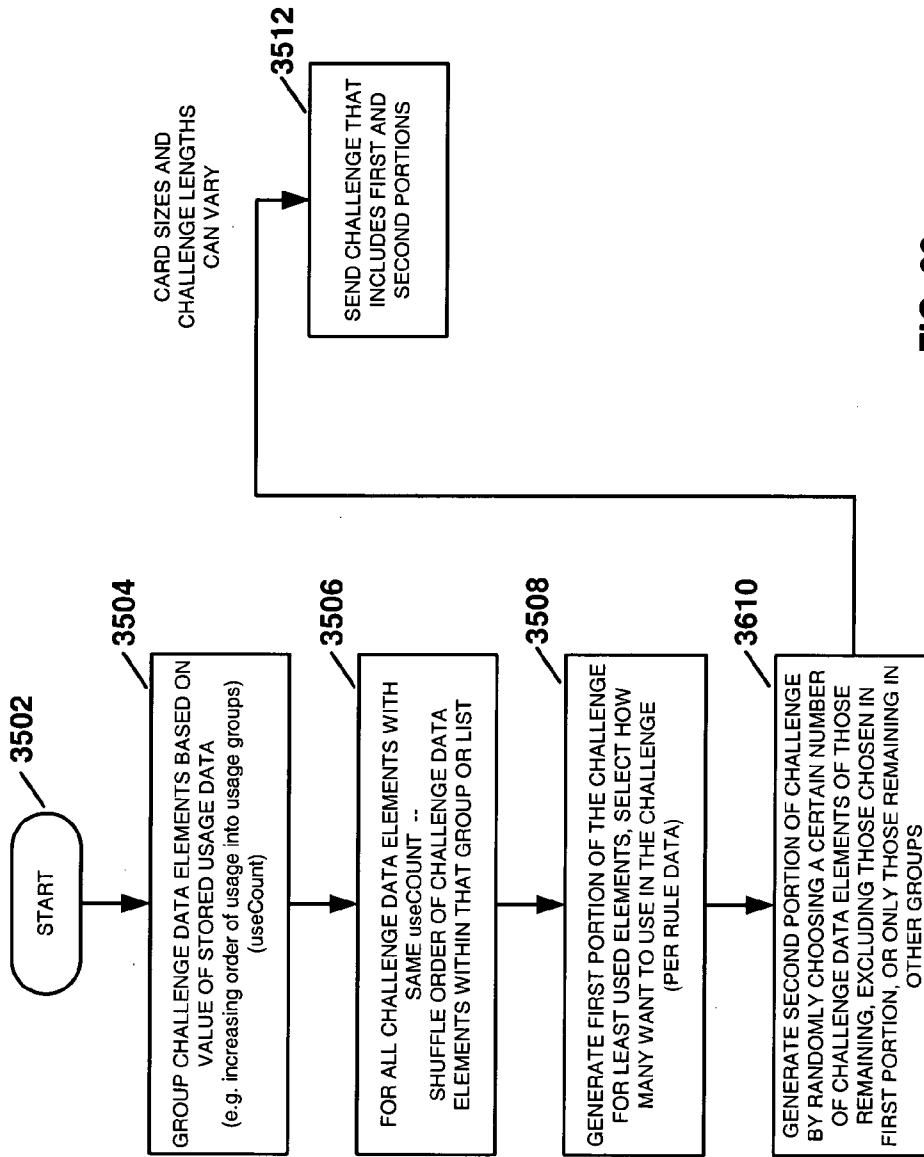 3502
START
3504
GROUP CHALLENGE DATA ELEMENTS BASED ON
VALUE OF STORED USAGE DATA
(e.g. increasing order of usage into usage groups)
(useCount)
3506
FOR ALL CHALLENGE DATA ELEMENTS WITH
SAME useCOUNT --
SHUFFLE ORDER OF CHALLENGE DATA
ELEMENTS WITHIN THAT GROUP OR LIST
3508
GENERATE FIRST PORTION OF THE CHALLENGE
FOR LEAST USED ELEMENTS, SELECT HOW
MANY WANT TO USE IN THE CHALLENGE
(PER RULE DATA)
3610
GENERATE SECOND PORTION OF CHALLENGE
BY RANDOMLY CHOOSING A CERTAIN NUMBER
OF CHALLENGE DATA ELEMENTS OF THOSE
REMAINING, EXCLUDING THOSE CHOSEN IN
FIRST PORTION, OR ONLY THOSE REMAINING IN
OTHER GROUPS
CARD SIZES AND
CHALLENGE LENGTHS
CAN VARY
3512
SEND CHALLENGE THAT
INCLUDES FIRST AND
SECOND PORTIONS